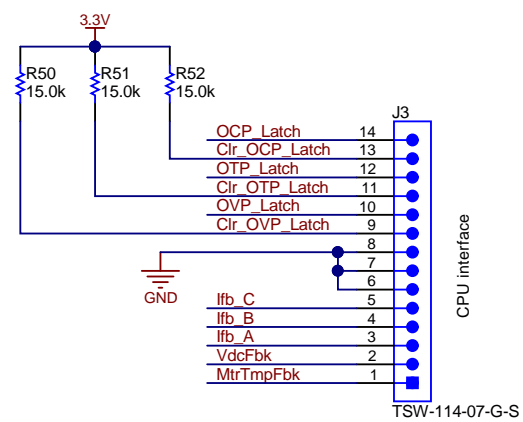 3.3V
R50
15.0k
R51
15.0k
R52
15.0k
J3
OCP_Latch 14
Clr_OCP_Latch 13
OTP_Latch 12
Clr_OTP_Latch 11
OVP_Latch 10
Clr_OVP_Latch 9
8
7
6
GND
Ifb_C 5
Ifb_B 4
Ifb_A 3
VdcFbk 2
MtrTmpFbk 1
CPU interface
TSW-114-07-G-S